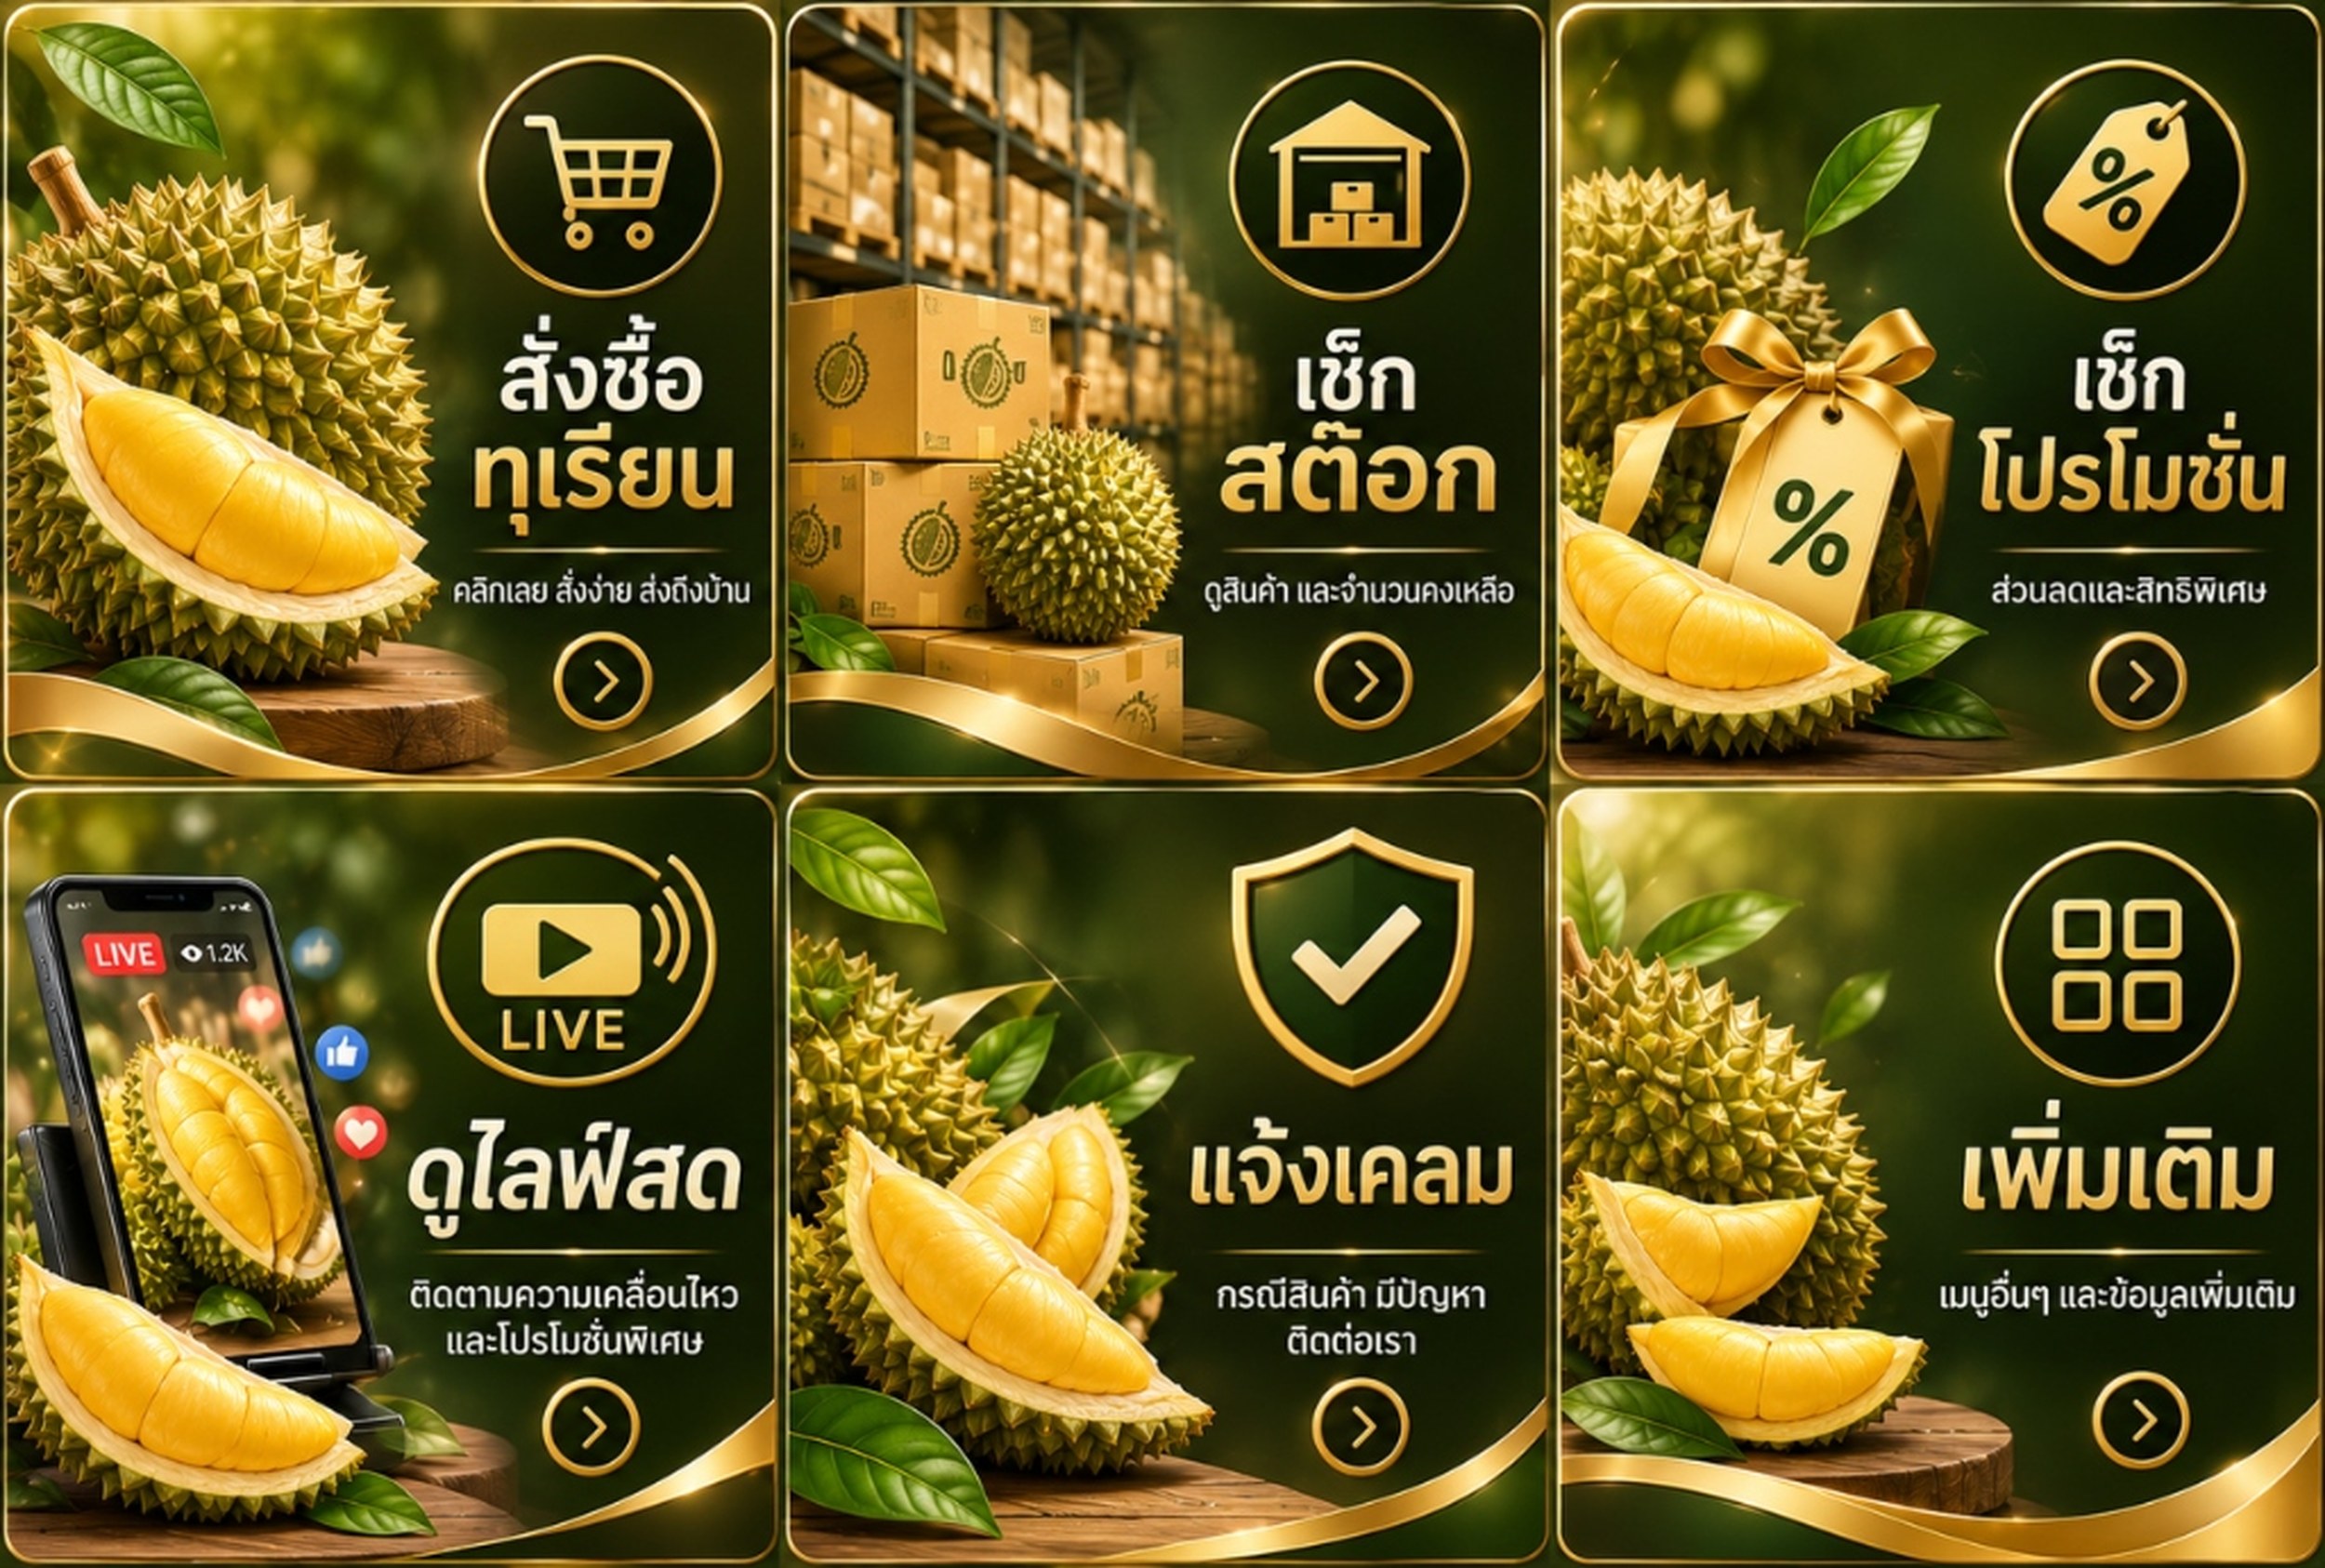 สั่งซื้อ
ทุเรียน
คลิกเลย สั่งง่าย ส่งถึงบ้าน
เช็ก
สต๊อก
ดูสินค้า และจำนวนคงเหลือ
%
เช็ก
โปรโมชั่น
%
ส่วนลดและสิทธิพิเศษ
LIVE 1.2K
LIVE
ดูไลฟ์สด
ติดตามความเคลื่อนไหว
และโปรโมชั่นพิเศษ
แจ้งเคลม
กรณีสินค้า มีปัญหา
ติดต่อเรา
เพิ่มเติม
เมนูอื่นๆ และข้อมูลเพิ่มเติม